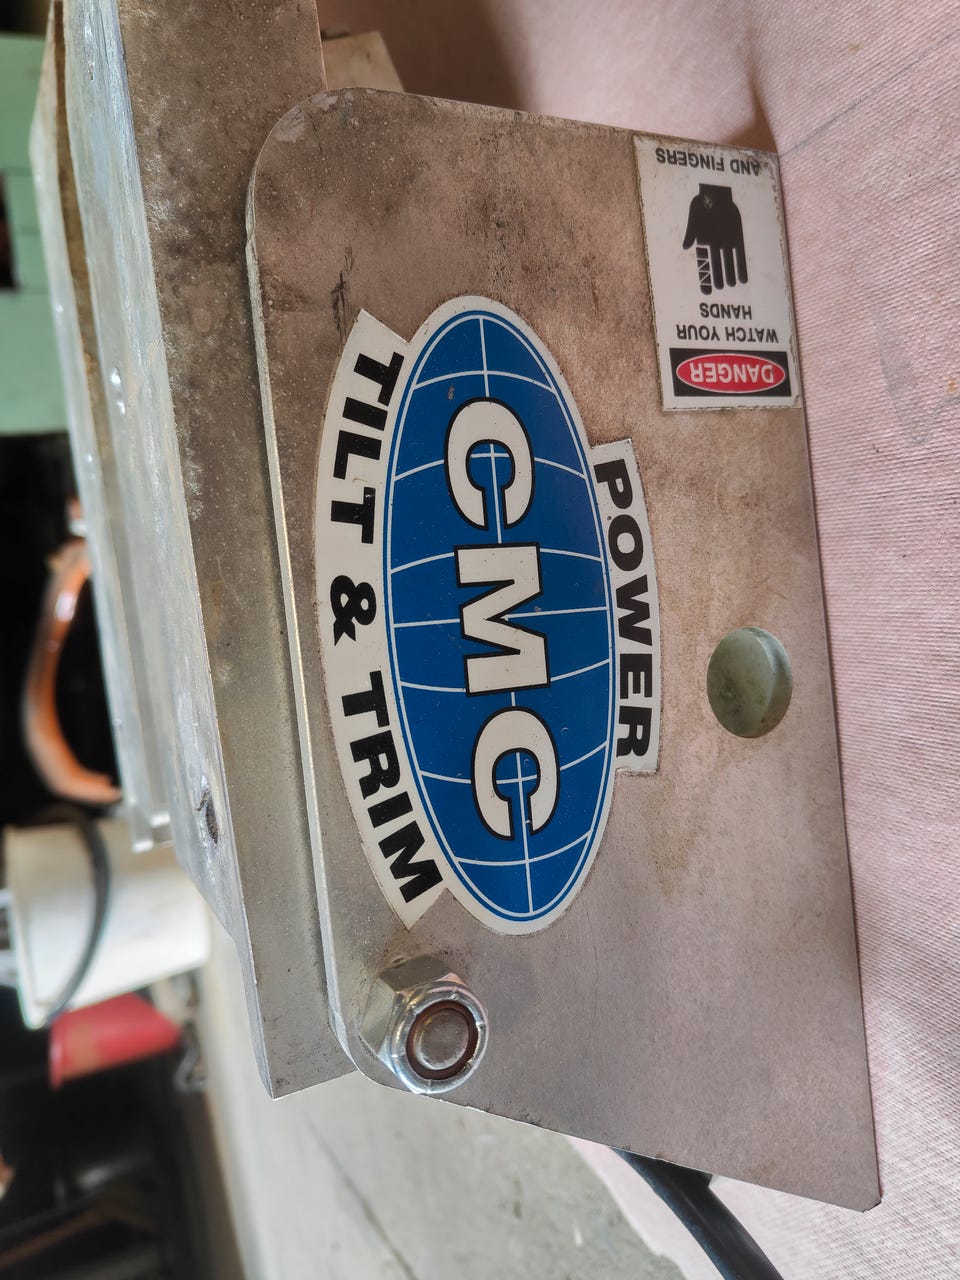 POWER
CMC
TILT & TRIM
DANGER
WATCH YOUR
HANDS
AND FINGERS